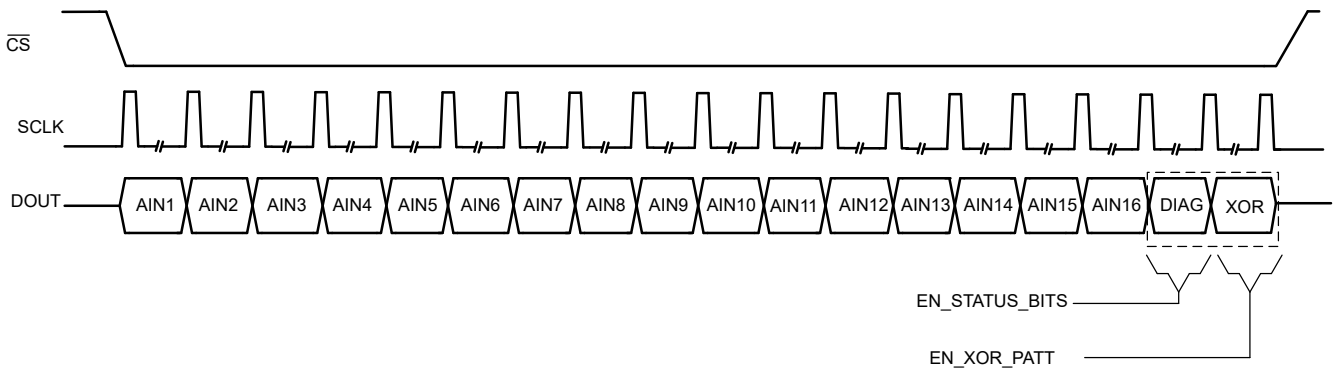 CS
SCLK
DOUT AIN1 AIN2 AIN3 AIN4 AIN5 AIN6 AIN7 AIN8 AIN9 AIN10 AIN11 AIN12 AIN13 AIN14 AIN15 AIN16 DIAG XOR
EN_STATUS_BITS
EN_XOR_PATT